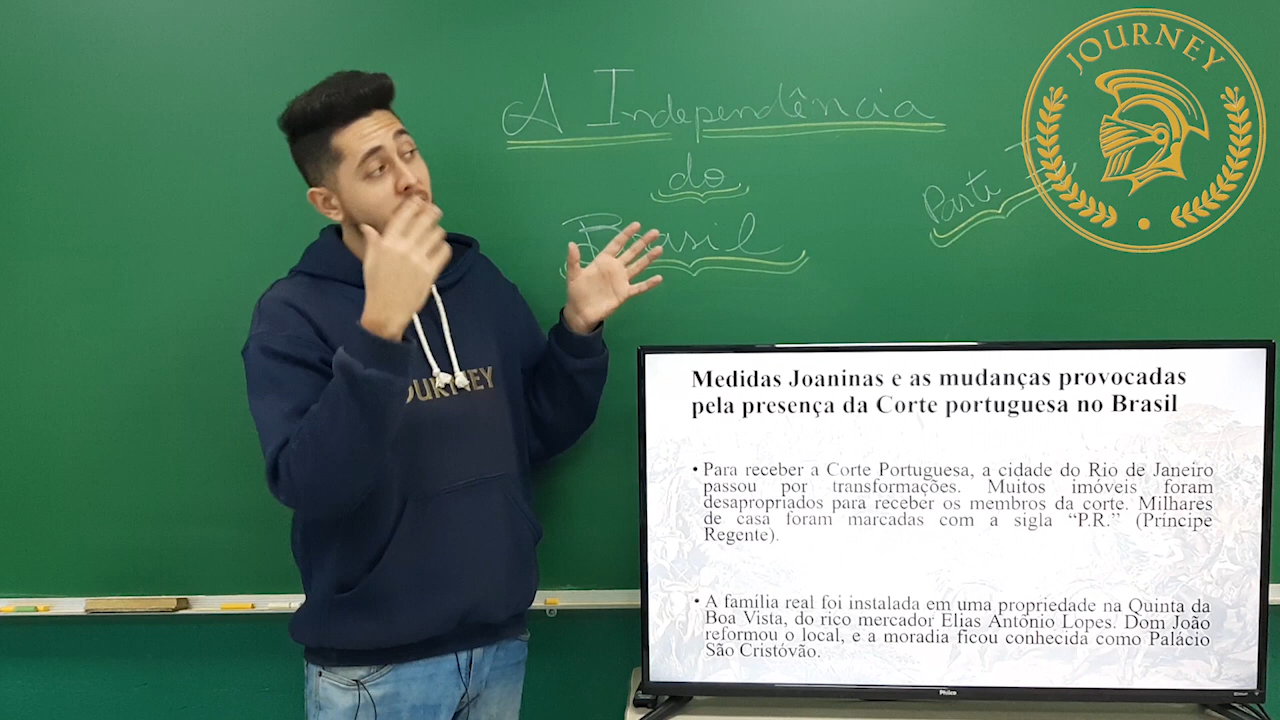 JOURNEY
A Independência
do
Brasil
Parte
JOURNEY
Medidas Joaninas e as mudanças provocadas
pela presença da Corte portuguesa no Brasil
• Para receber a Corte Portuguesa, a cidade do Rio de Janeiro
passou por transformações. Muitos imóveis foram
desapropriados para receber os membros da corte. Milhares
de casa foram marcadas com a sigla “P.R.” (Príncipe
Regente).
• A família real foi instalada em uma propriedade na Quinta da
Boa Vista, do rico mercador Elias Antônio Lopes. Dom João
reformou o local, e a moradia ficou conhecida como Palácio
São Cristóvão.
Philco